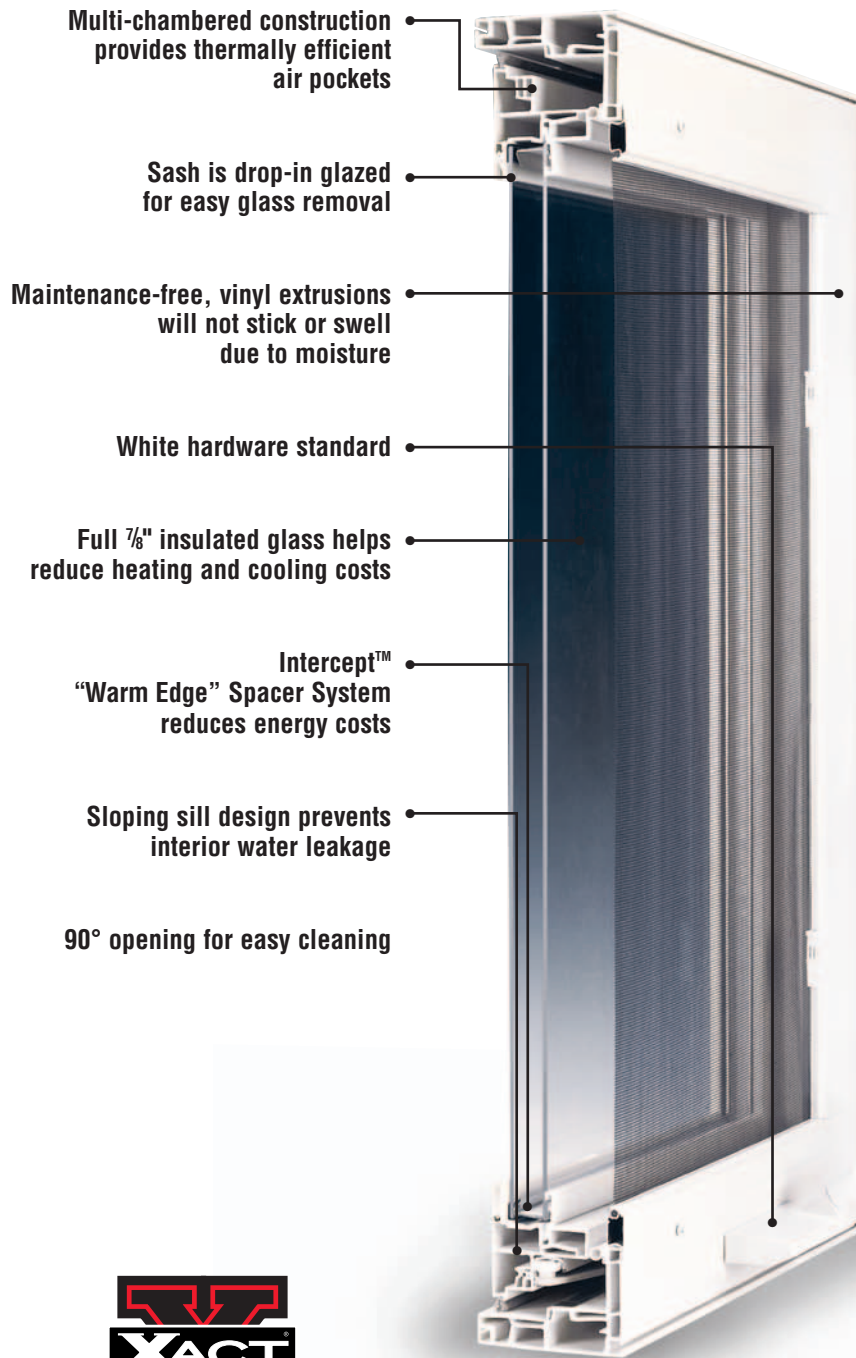 Multi-chambered construction
provides thermally efficient
air pockets
Sash is drop-in glazed
for easy glass removal
Maintenance-free, vinyl extrusions
will not stick or swell
due to moisture
White hardware standard
Full ⅞" insulated glass helps
reduce heating and cooling costs
Intercept™
“Warm Edge” Spacer System
reduces energy costs
Sloping sill design prevents
interior water leakage
90° opening for easy cleaning
XACT®